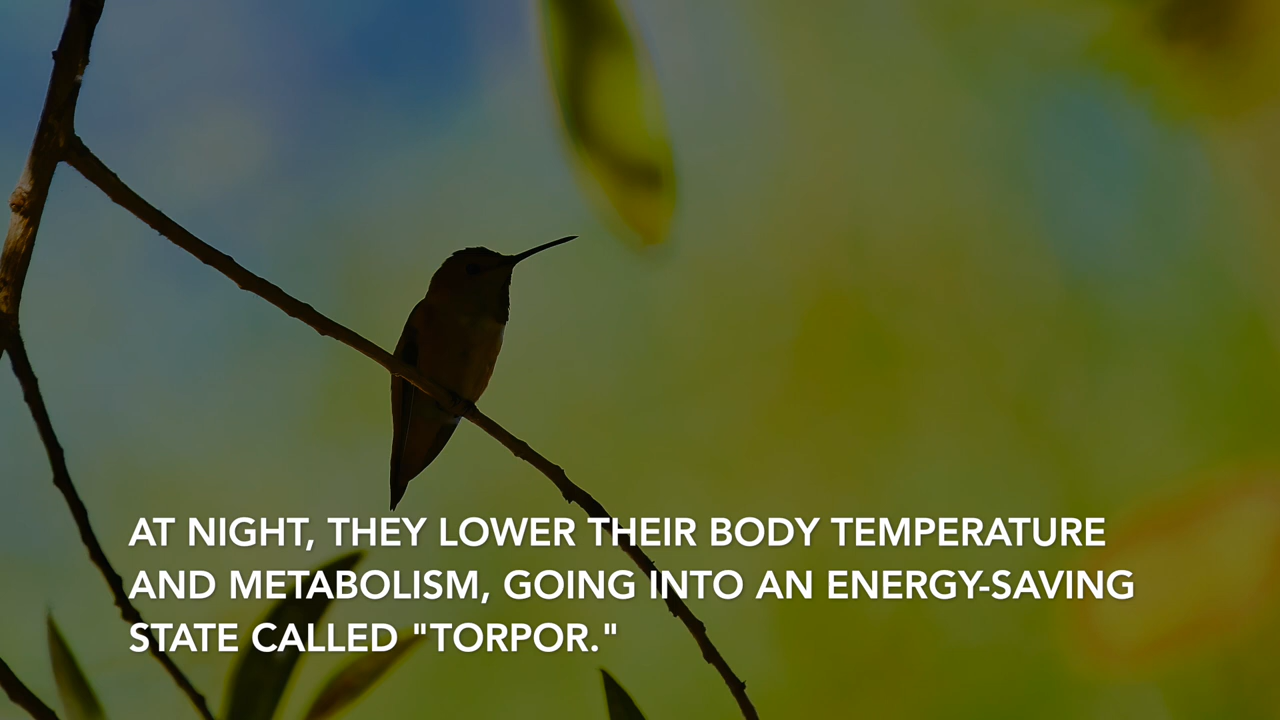 AT NIGHT, THEY LOWER THEIR BODY TEMPERATURE
AND METABOLISM, GOING INTO AN ENERGY-SAVING
STATE CALLED "TORPOR."